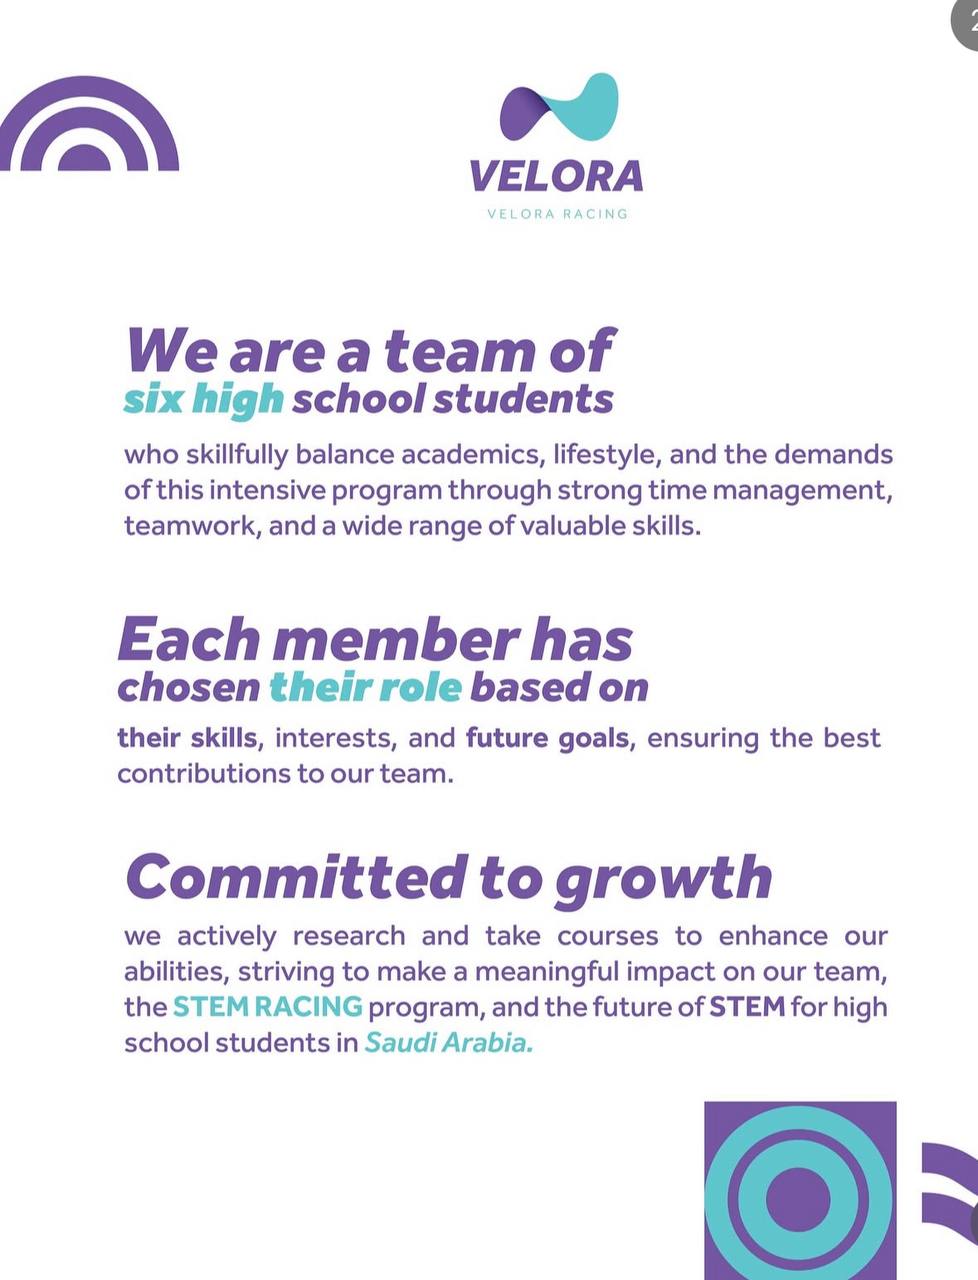 2
VELORA
VELORA RACING
We are a team of
six high school students
who skillfully balance academics, lifestyle, and the demands
of this intensive program through strong time management,
teamwork, and a wide range of valuable skills.
Each member has
chosen their role based on
their skills, interests, and future goals, ensuring the best
contributions to our team.
Committed to growth
we actively research and take courses to enhance our
abilities, striving to make a meaningful impact on our team,
the STEM RACING program, and the future of STEM for high
school students in Saudi Arabia.